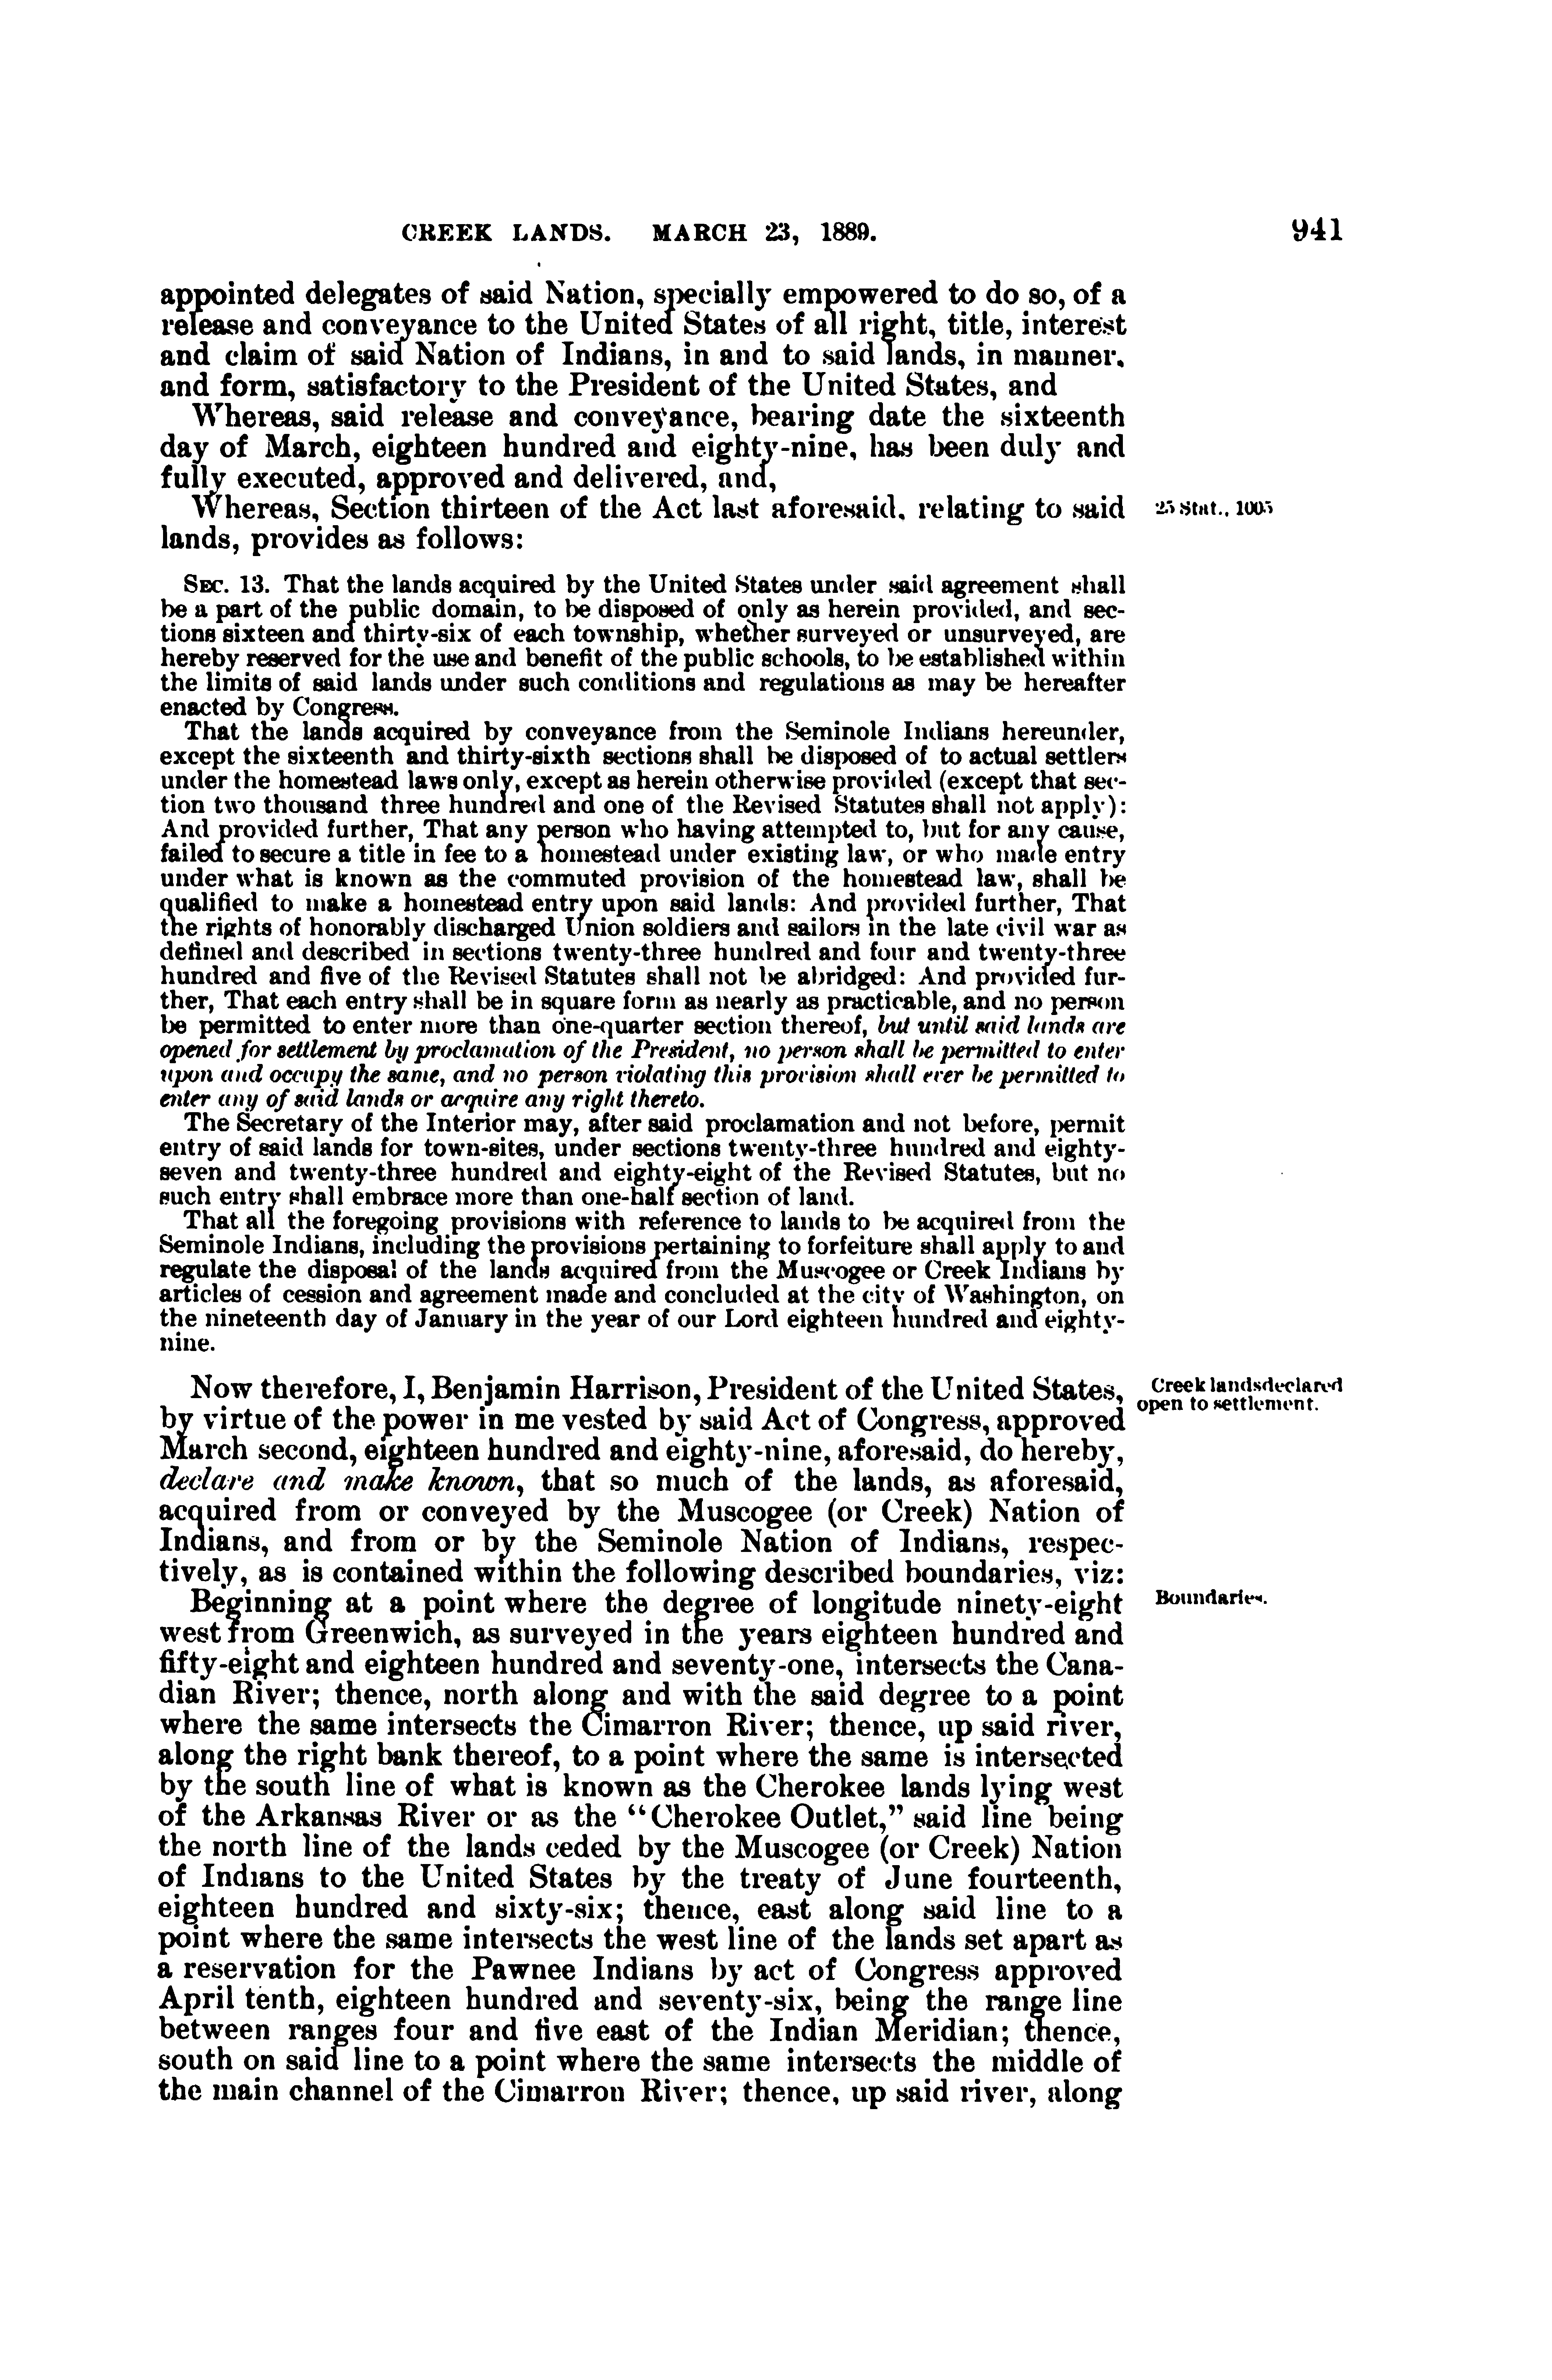 CREEK LANDS. MARCH 23, 1889. 941
appointed delegates of said Nation, specially empowered to do so, of a
release and conveyance to the United States of all right, title, interest
and claim of said Nation of Indians, in and to said lands, in manner,
and form, satisfactory to the President of the United States, and
Whereas, said release and conveyance, bearing date the sixteenth
day of March, eighteen hundred and eighty-nine, has been duly and
fully executed, approved and delivered, and,
Whereas, Section thirteen of the Act last aforesaid, relating to said
25 Stat., 1005
lands, provides as follows:
SEC. 13. That the lands acquired by the United States under said agreement shall
be a part of the public domain, to be disposed of only as herein provided, and sec-
tions sixteen and thirty-six of each township, whether surveyed or unsurveyed, are
hereby reserved for the use and benefit of the public schools, to be established within
the limits of said lands under such conditions and regulations as may be hereafter
enacted by Congress.
That the lands acquired by conveyance from the Seminole Indians hereunder,
except the sixteenth and thirty-sixth sections shall be disposed of to actual settlers
under the homestead laws only, except as herein otherwise provided (except that sec-
tion two thousand three hundred and one of the Revised Statutes shall not apply):
And provided further, That any person who having attempted to, but for any cause,
failed to secure a title in fee to a homestead under existing law, or who made entry
under what is known as the commuted provision of the homestead law, shall be
qualified to make a homestead entry upon said lands: And provided further, That
the rights of honorably discharged Union soldiers and sailors in the late civil war as
defined and described in sections twenty-three hundred and four and twenty-three
hundred and five of the Revised Statutes shall not be abridged: And provided fur-
ther, That each entry shall be in square form as nearly as practicable, and no person
be permitted to enter more than one-quarter section thereof, but until said lands are
opened for settlement by proclamation of the President, no person shall be permitted to enter
upon and occupy the same, and no person violating this provision shall ever be permitted to
enter any of said lands or acquire any right thereto.
The Secretary of the Interior may, after said proclamation and not before, permit
entry of said lands for town-sites, under sections twenty-three hundred and eighty-
seven and twenty-three hundred and eighty-eight of the Revised Statutes, but no
such entry shall embrace more than one-half section of land.
That all the foregoing provisions with reference to lands to be acquired from the
Seminole Indians, including the provisions pertaining to forfeiture shall apply to and
regulate the disposal of the lands acquired from the Muscogee or Creek Indians by
articles of cession and agreement made and concluded at the city of Washington, on
the nineteenth day of January in the year of our Lord eighteen hundred and eighty-
nine.
Now therefore, I, Benjamin Harrison, President of the United States,
Creek lands declared
open to settlement.
by virtue of the power in me vested by said Act of Congress, approved
March second, eighteen hundred and eighty-nine, aforesaid, do hereby,
declare and make known, that so much of the lands, as aforesaid,
acquired from or conveyed by the Muscogee (or Creek) Nation of
Indians, and from or by the Seminole Nation of Indians, respec-
tively, as is contained within the following described boundaries, viz:
Beginning at a point where the degree of longitude ninety-eight
Boundaries.
west from Greenwich, as surveyed in the years eighteen hundred and
fifty-eight and eighteen hundred and seventy-one, intersects the Cana-
dian River; thence, north along and with the said degree to a point
where the same intersects the Cimarron River; thence, up said river,
along the right bank thereof, to a point where the same is intersected
by the south line of what is known as the Cherokee lands lying west
of the Arkansas River or as the "Cherokee Outlet," said line being
the north line of the lands ceded by the Muscogee (or Creek) Nation
of Indians to the United States by the treaty of June fourteenth,
eighteen hundred and sixty-six; thence, east along said line to a
point where the same intersects the west line of the lands set apart as
a reservation for the Pawnee Indians by act of Congress approved
April tenth, eighteen hundred and seventy-six, being the range line
between ranges four and five east of the Indian Meridian; thence,
south on said line to a point where the same intersects the middle of
the main channel of the Cimarron River; thence, up said river, along